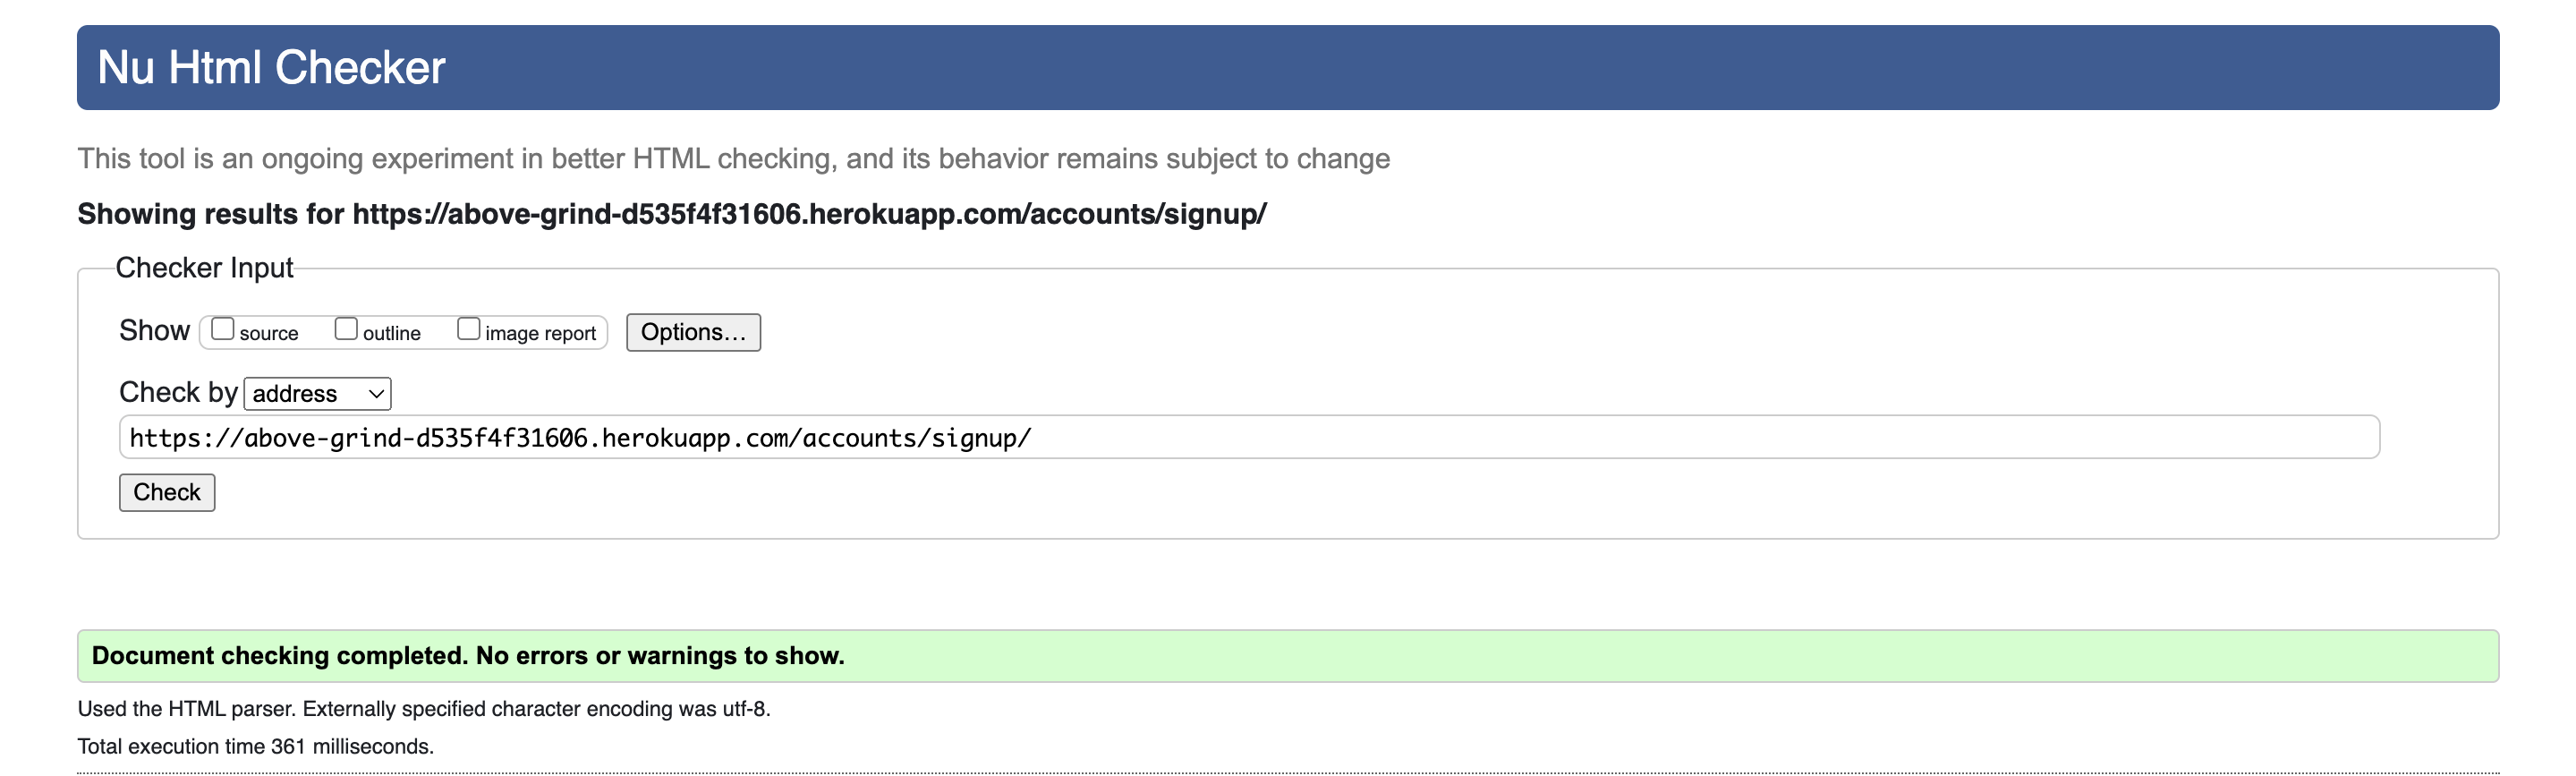 Nu Html Checker
This tool is an ongoing experiment in better HTML checking, and its behavior remains subject to change
Showing results for https://above-grind-d535f4f31606.herokuapp.com/accounts/signup/
Checker Input
Show source outline image report Options...
Check by address
https://above-grind-d535f4f31606.herokuapp.com/accounts/signup/
Check
Document checking completed. No errors or warnings to show.
Used the HTML parser. Externally specified character encoding was utf-8.
Total execution time 361 milliseconds.